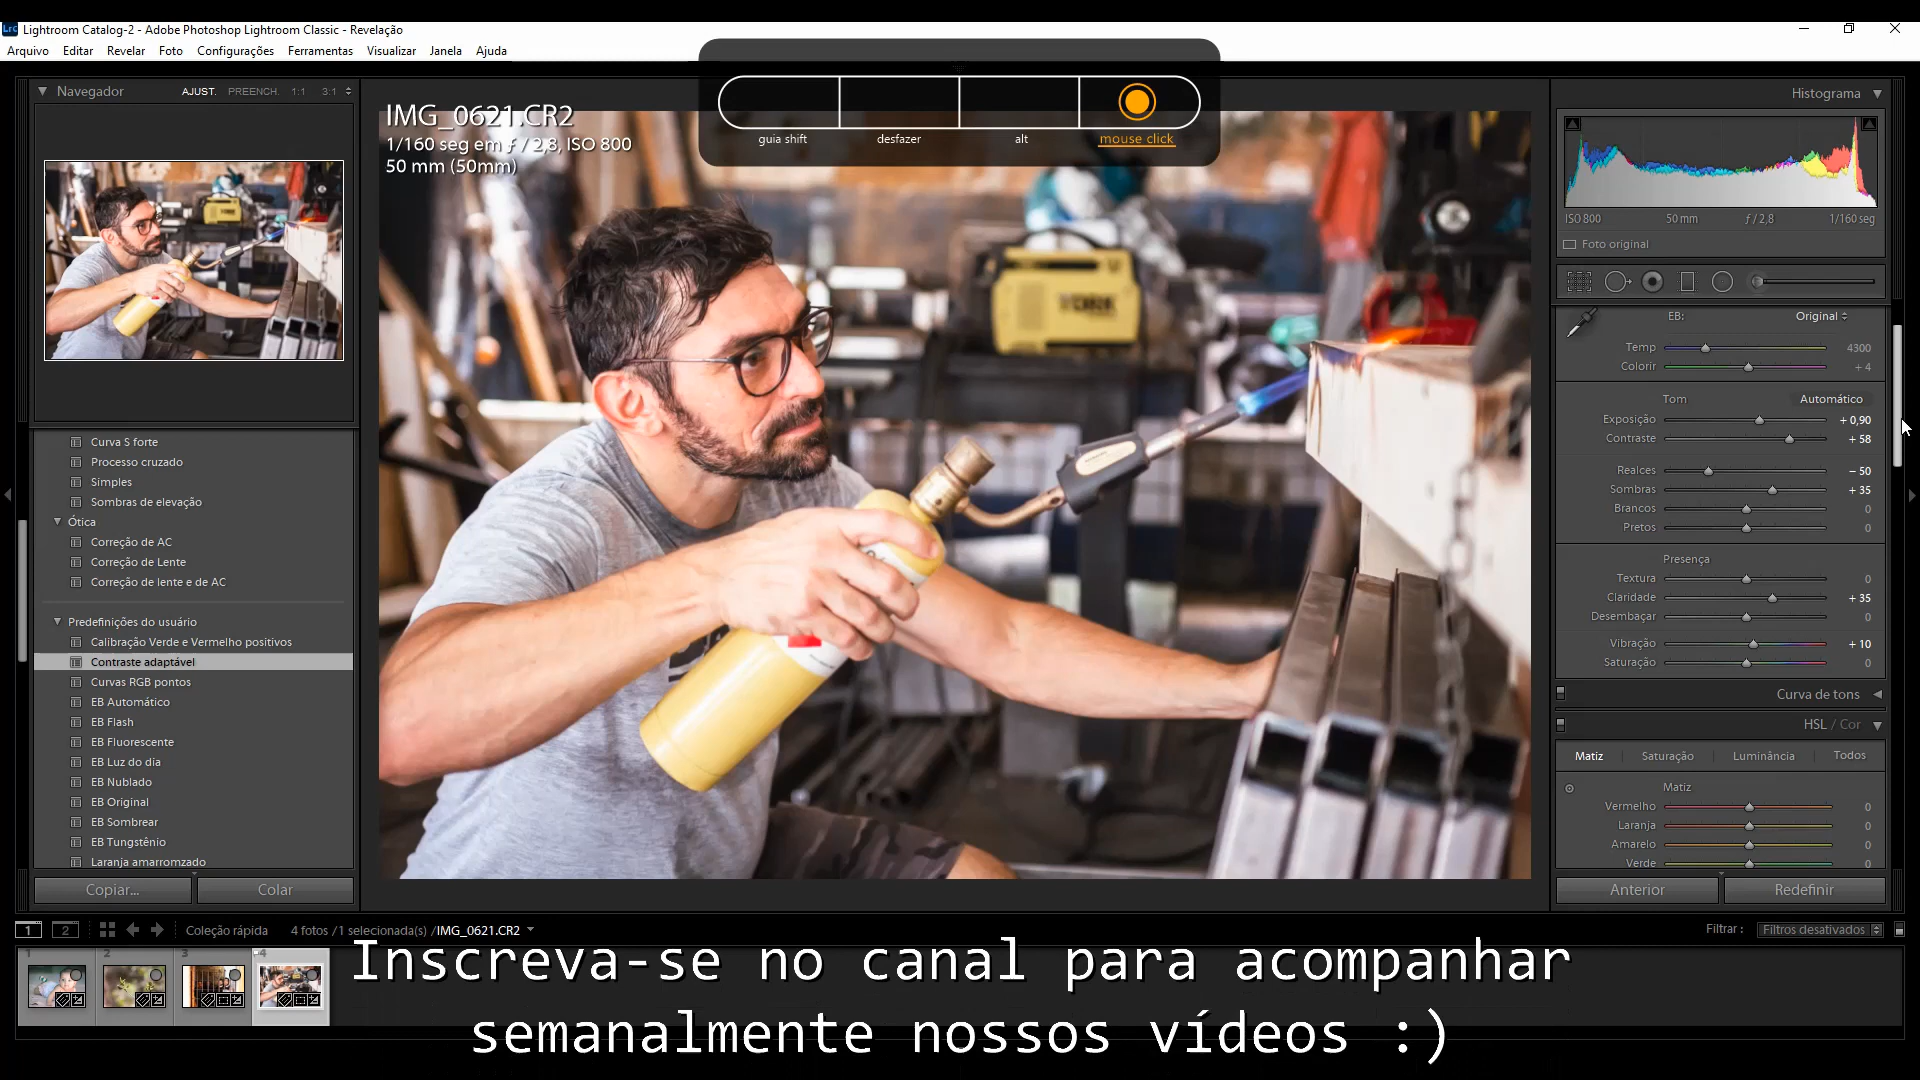 Lrc Lightroom Catalog-2 - Adobe Photoshop Lightroom Classic - Revelação
Arquivo Editar Revelar Foto Configurações Ferramentas Visualizar Janela Ajuda
guia shift desfazer alt mouse click
Navegador AJUST. PREENCH. 1:1 3:1
IMG_0621.CR2
1/160 seg em ƒ / 2,8, ISO 800
50 mm (50mm)
YORK
Curva S forte
Processo cruzado
Simples
Sombras de elevação
Ótica
Correção de AC
Correção de Lente
Correção de lente e de AC
Predefinições do usuário
Calibração Verde e Vermelho positivos
Contraste adaptável
Curvas RGB pontos
EB Automático
EB Flash
EB Fluorescente
EB Luz do día
EB Nublado
EB Original
EB Sombrear
EB Tungstênio
Laranja amarromzado
Copiar... Colar
Histograma
ISO 800 50 mm ƒ / 2,8 1/160 seg
Foto original
EB: Original
Temp 4300
Colorir + 4
Tom Automático
Exposição + 0,90
Contraste + 58
Realces – 50
Sombras + 35
Brancos 0
Pretos 0
Presença
Textura 0
Claridade + 35
Desembaçar 0
Vibração + 10
Saturação 0
Curva de tons
HSL / Cor
Matiz Saturação Luminância Todos
Matiz
Vermelho 0
Laranja 0
Amarelo 0
Verde 0
Anterior Redefinir
1 2 Coleção rápida 4 fotos /1 selecionada(s) /IMG_0621.CR2 Filtrar : Filtros desativados
1 2 3 4
Inscreva-se no canal para acompanhar
semanalmente nossos vídeos :)